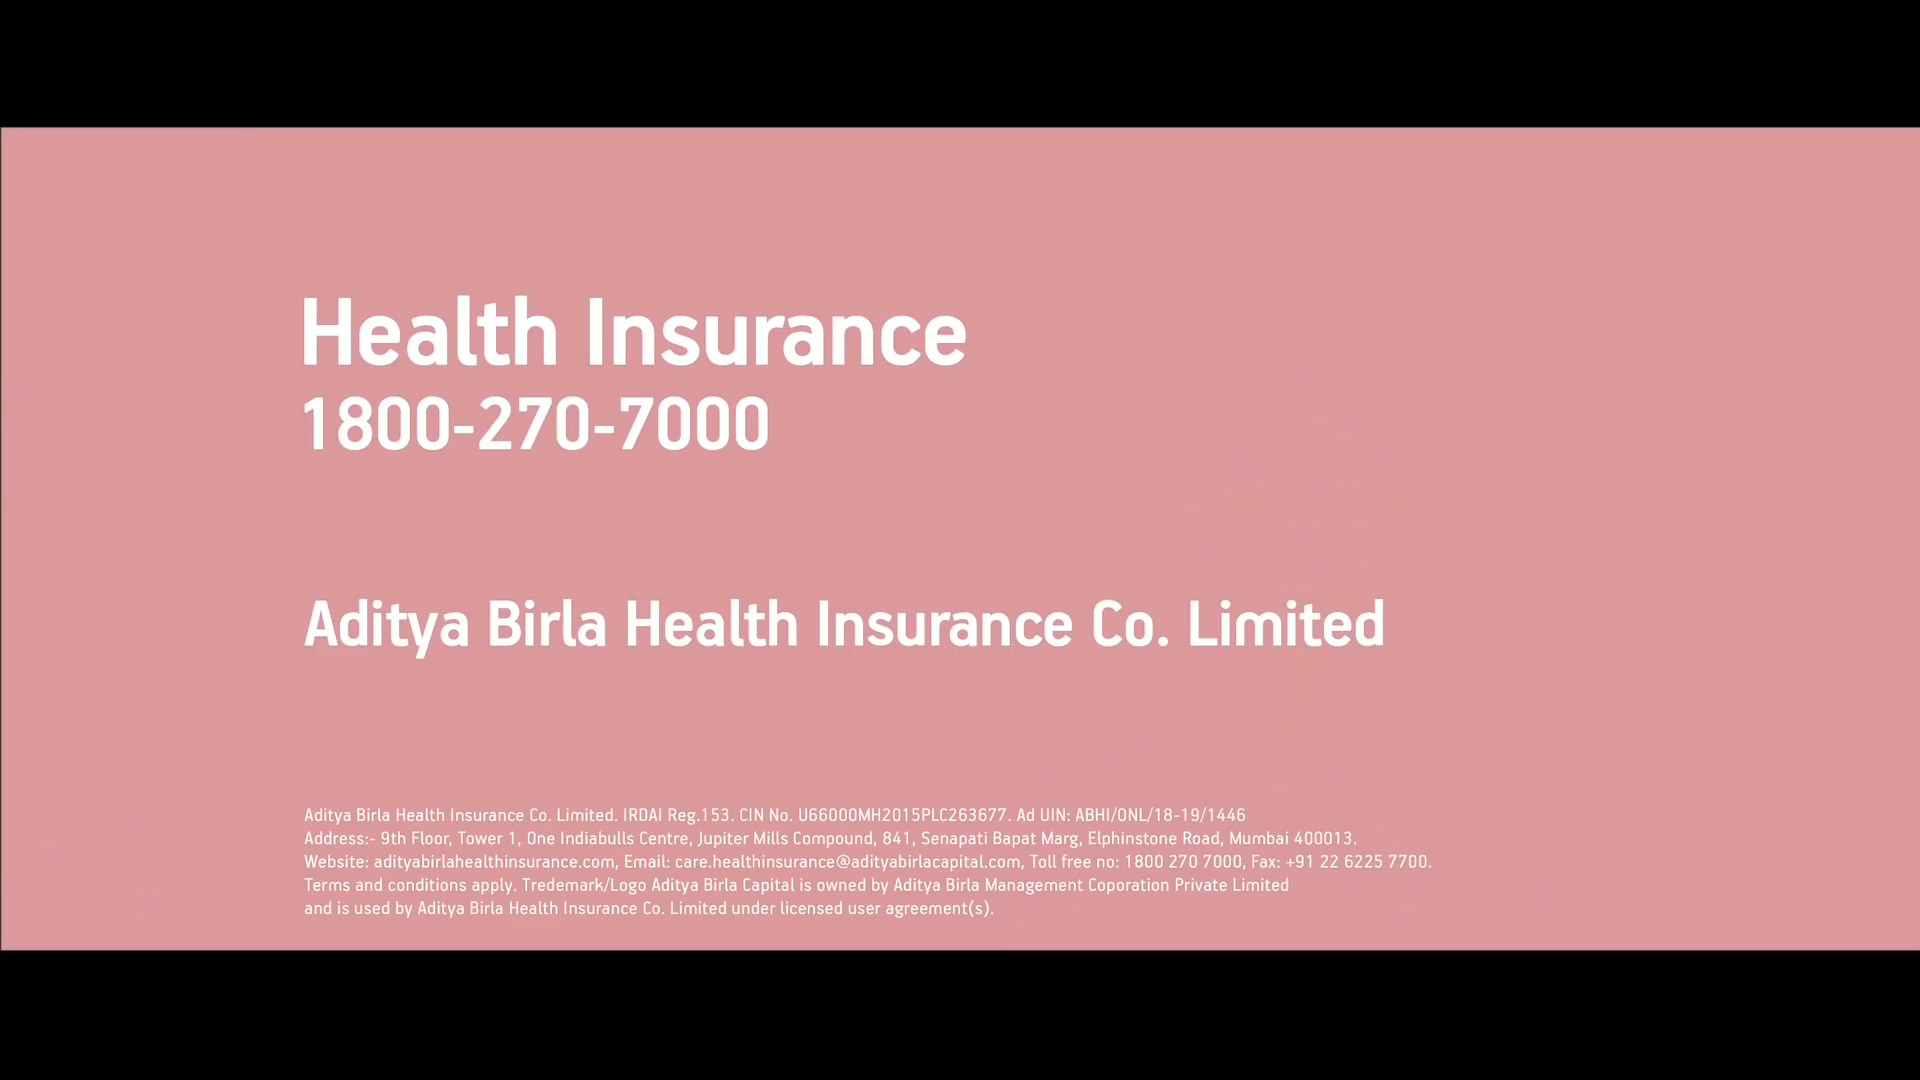 Health Insurance
1800-270-7000
Aditya Birla Health Insurance Co. Limited
Aditya Birla Health Insurance Co. Limited. IRDAI Reg.153. CIN No. U66000MH2015PLC263677. Ad UIN: ABHI/ONL/18-19/1446
Address:- 9th Floor, Tower 1, One Indiabulls Centre, Jupiter Mills Compound, 841, Senapati Bapat Marg, Elphinstone Road, Mumbai 400013.
Website: adityabirlahealthinsurance.com, Email: care.healthinsurance@adityabirlacapital.com, Toll free no: 1800 270 7000, Fax: +91 22 6225 7700.
Terms and conditions apply. Tredemark/Logo Aditya Birla Capital is owned by Aditya Birla Management Coporation Private Limited
and is used by Aditya Birla Health Insurance Co. Limited under licensed user agreement(s).